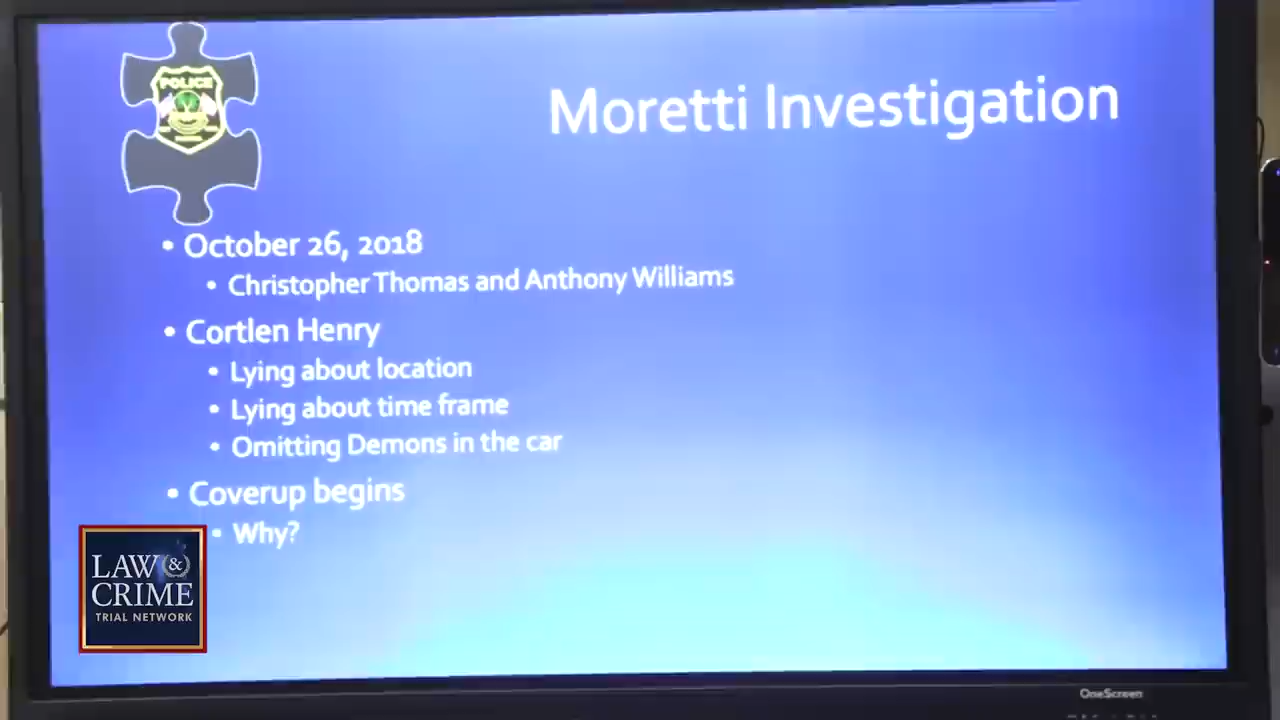 POLICE
Moretti Investigation
• October 26, 2018
• Christopher Thomas and Anthony Williams
• Cortlen Henry
• Lying about location
• Lying about time frame
• Omitting Demons in the car
• Coverup begins
• Why?
LAW &
CRIME
TRIAL NETWORK
OneScreen